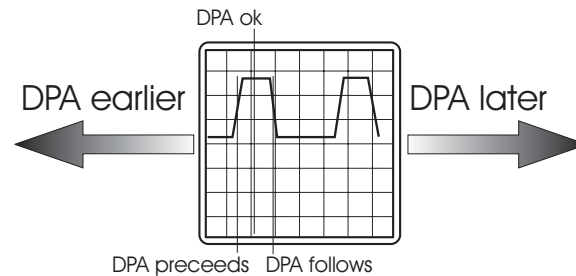 DPA ok
DPA earlier
DPA later
DPA preceeds
DPA follows